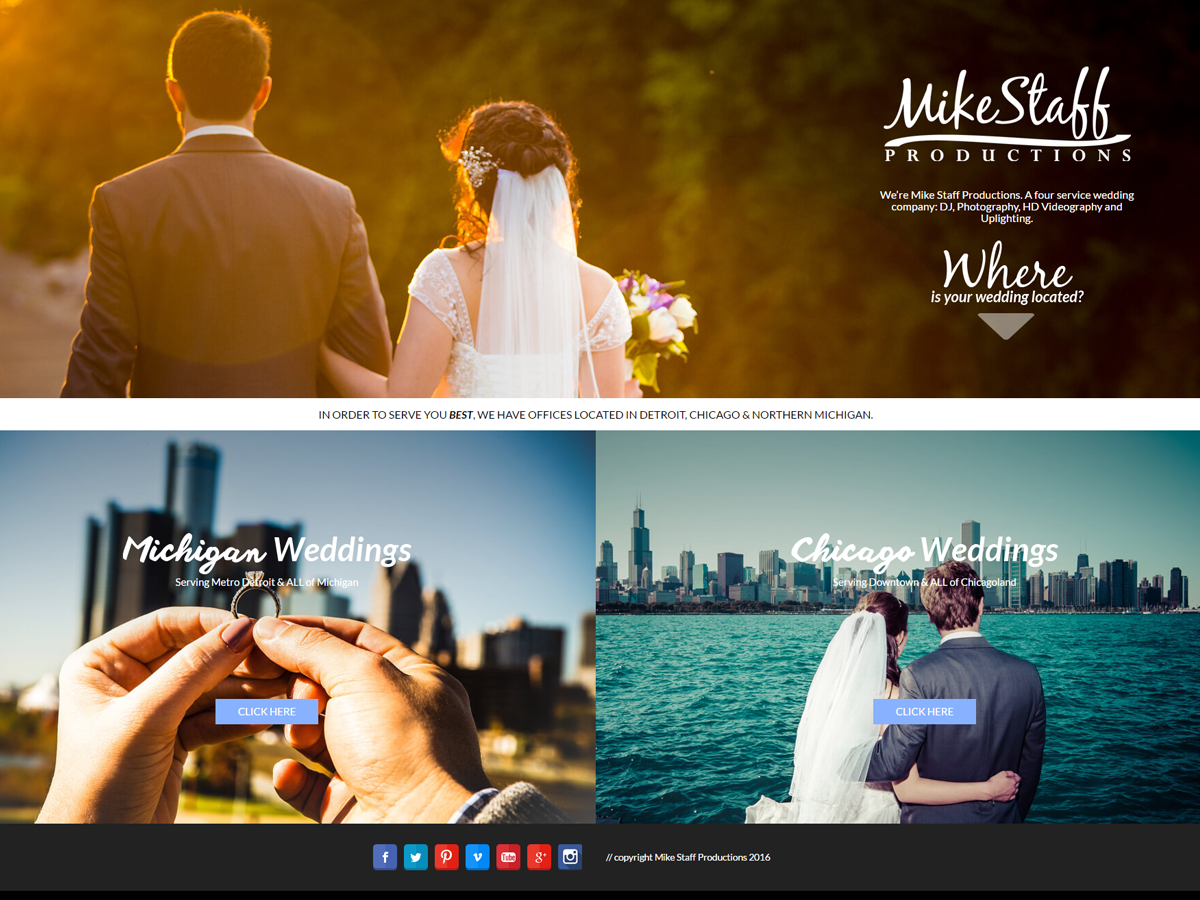 MikeStaff
PRODUCTIONS
We're Mike Staff Productions. A four service wedding
company: DJ, Photography, HD Videography and
Uplighting.
Where
is your wedding located?
IN ORDER TO SERVE YOU BEST, WE HAVE OFFICES LOCATED IN DETROIT, CHICAGO & NORTHERN MICHIGAN.
Michigan Weddings
Serving Metro Detroit & ALL of Michigan
CLICK HERE
Chicago Weddings
Serving Downtown & ALL of Chicagoland
CLICK HERE
You Tube
// copyright Mike Staff Productions 2016